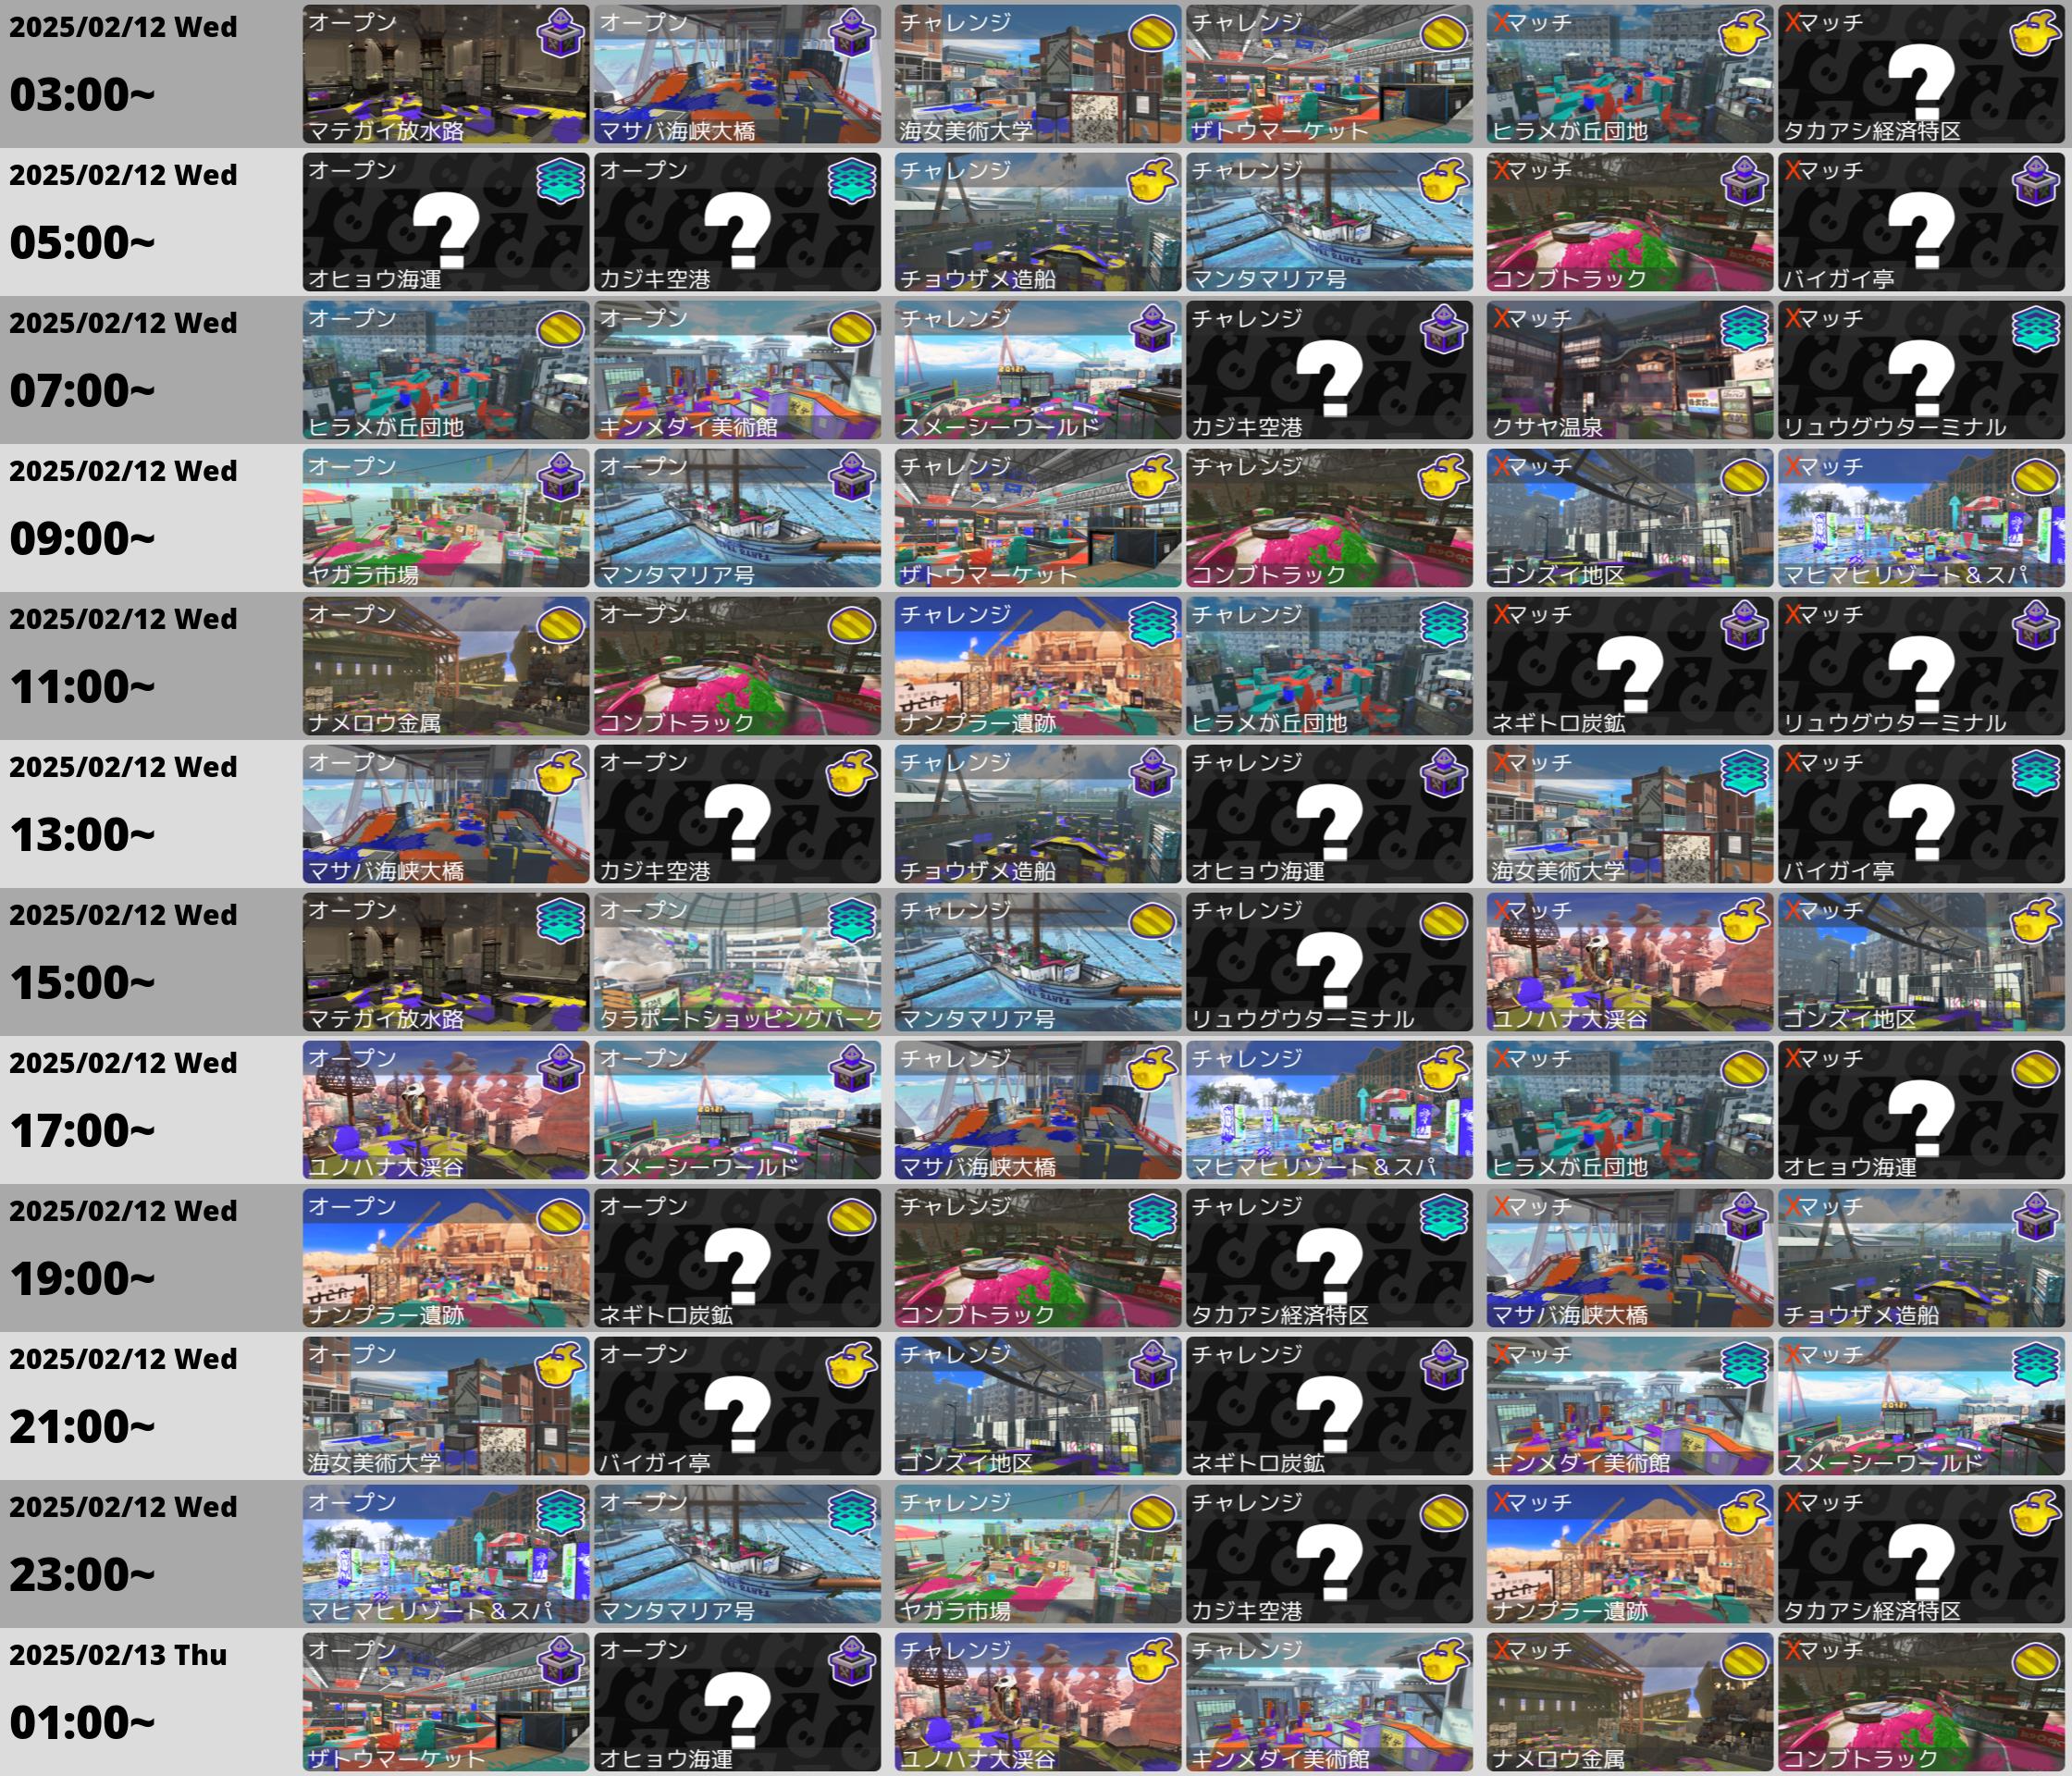 2025/02/12 Wed
03:00~
オープン オープン チャレンジ チャレンジ Xマッチ Xマッチ
マテガイ放水路 マサバ海峡大橋 海女美術大学 ザトウマーケット ヒラメが丘団地 タカアシ経済特区
2025/02/12 Wed
05:00~
オープン オープン チャレンジ チャレンジ Xマッチ Xマッチ
オヒョウ海運 カジキ空港 チョウザメ造船 マンタマリア号 コンブトラック バイガイ亭
2025/02/12 Wed
07:00~
オープン オープン チャレンジ チャレンジ Xマッチ Xマッチ
ヒラメが丘団地 キンメダイ美術館 スメーシーワールド カジキ空港 クサヤ温泉 リュウグウターミナル
2025/02/12 Wed
09:00~
オープン オープン チャレンジ チャレンジ Xマッチ Xマッチ
ヤガラ市場 マンタマリア号 ザトウマーケット コンブトラック ゴンズイ地区 マヒマヒリゾート&スパ
2025/02/12 Wed
11:00~
オープン オープン チャレンジ チャレンジ Xマッチ Xマッチ
ナメロウ金属 コンブトラック ナンプラー遺跡 ヒラメが丘団地 ネギトロ炭鉱 リュウグウターミナル
2025/02/12 Wed
13:00~
オープン オープン チャレンジ チャレンジ Xマッチ Xマッチ
マサバ海峡大橋 カジキ空港 チョウザメ造船 オヒョウ海運 海女美術大学 バイガイ亭
2025/02/12 Wed
15:00~
オープン オープン チャレンジ チャレンジ Xマッチ Xマッチ
マテガイ放水路 タラポートショッピングパーク マンタマリア号 リュウグウターミナル ユノハナ大渓谷 ゴンズイ地区
2025/02/12 Wed
17:00~
オープン オープン チャレンジ チャレンジ Xマッチ Xマッチ
ユノハナ大渓谷 スメーシーワールド マサバ海峡大橋 マヒマヒリゾート&スパ ヒラメが丘団地 オヒョウ海運
2025/02/12 Wed
19:00~
オープン オープン チャレンジ チャレンジ Xマッチ Xマッチ
ナンプラー遺跡 ネギトロ炭鉱 コンブトラック タカアシ経済特区 マサバ海峡大橋 チョウザメ造船
2025/02/12 Wed
21:00~
オープン オープン チャレンジ チャレンジ Xマッチ Xマッチ
海女美術大学 バイガイ亭 ゴンズイ地区 ネギトロ炭鉱 キンメダイ美術館 スメーシーワールド
2025/02/12 Wed
23:00~
オープン オープン チャレンジ チャレンジ Xマッチ Xマッチ
マヒマヒリゾート&スパ マンタマリア号 ヤガラ市場 カジキ空港 ナンプラー遺跡 タカアシ経済特区
2025/02/13 Thu
01:00~
オープン オープン チャレンジ チャレンジ Xマッチ Xマッチ
ザトウマーケット オヒョウ海運 ユノハナ大渓谷 キンメダイ美術館 ナメロウ金属 コンブトラック